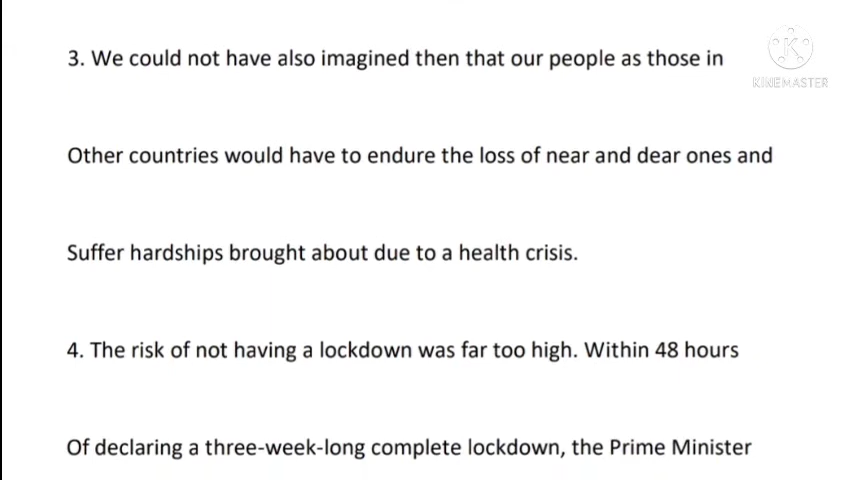 3. We could not have also imagined then that our people as those in
KINEMASTER
Other countries would have to endure the loss of near and dear ones and
Suffer hardships brought about due to a health crisis.
4. The risk of not having a lockdown was far too high. Within 48 hours
Of declaring a three-week-long complete lockdown, the Prime Minister